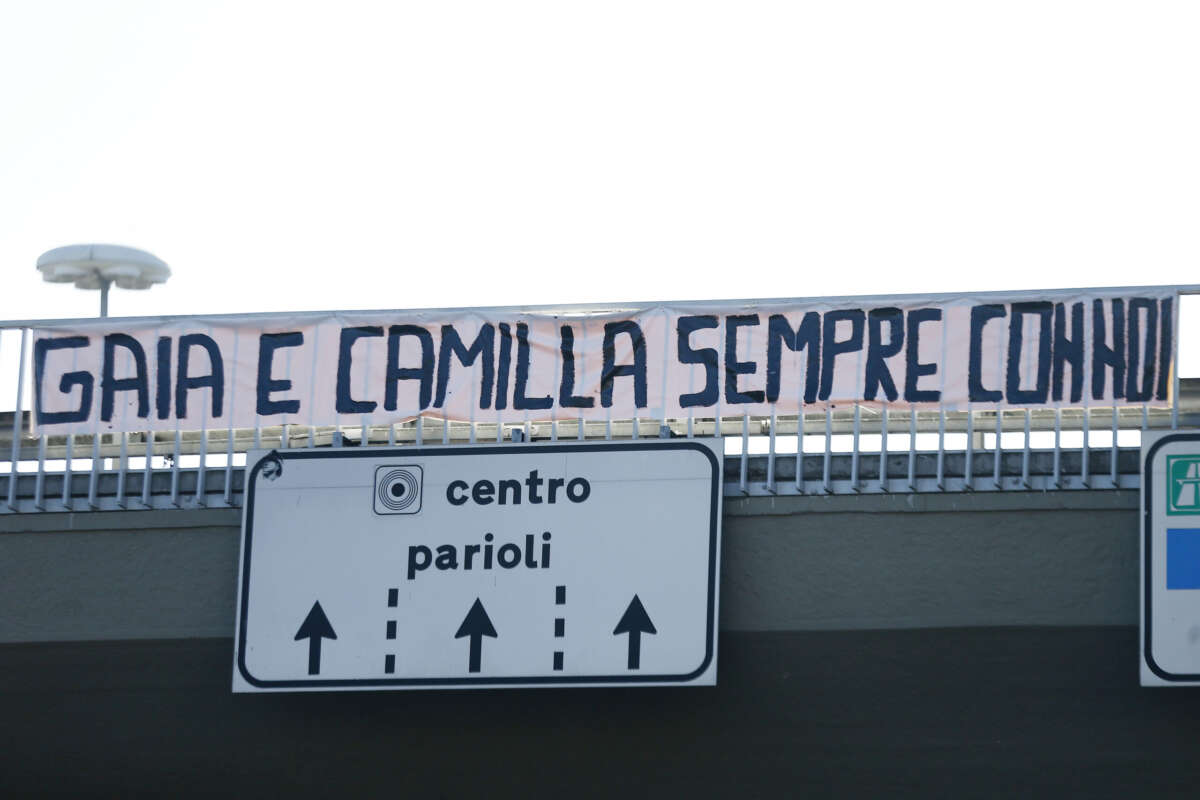 GAIA E CAMILLA SEMPRE CON NOI
centro
parioli